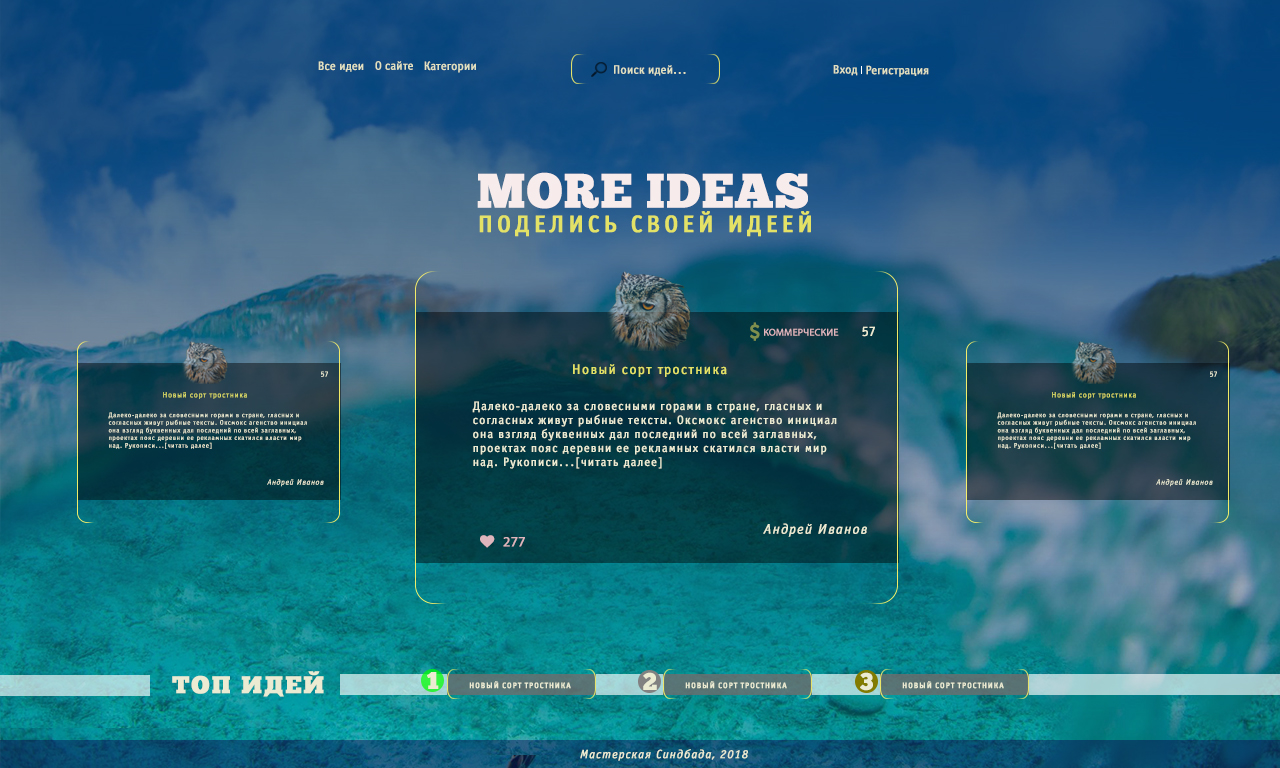 Все идеи О сайте Категории
Поиск идей...
Вход | Регистрация
MORE IDEAS
ПОДЕЛИСЬ СВОЕЙ ИДЕЕЙ
57
Новый сорт тростника
Далеко-далеко за словесными горами в стране, гласных и
согласных живут рыбные тексты. Оксмокс агенство инициал
она взгляд буквенных дал последний по всей заглавных,
проектах пояс деревни ее рекламных скатился власти мир
над. Рукописи...[читать далее]
Андрей Иванов
$ КОММЕРЧЕСКИЕ 57
Новый сорт тростника
Далеко-далеко за словесными горами в стране, гласных и
согласных живут рыбные тексты. Оксмокс агенство инициал
она взгляд буквенных дал последний по всей заглавных,
проектах пояс деревни ее рекламных скатился власти мир
над. Рукописи...[читать далее]
Андрей Иванов
277
57
Новый сорт тростника
Далеко-далеко за словесными горами в стране, гласных и
согласных живут рыбные тексты. Оксмокс агенство инициал
она взгляд буквенных дал последний по всей заглавных,
проектах пояс деревни ее рекламных скатился власти мир
над. Рукописи...[читать далее]
Андрей Иванов
ТОП ИДЕЙ
1 НОВЫЙ СОРТ ТРОСТНИКА
2 НОВЫЙ СОРТ ТРОСТНИКА
3 НОВЫЙ СОРТ ТРОСТНИКА
Мастерская Синдбада, 2018